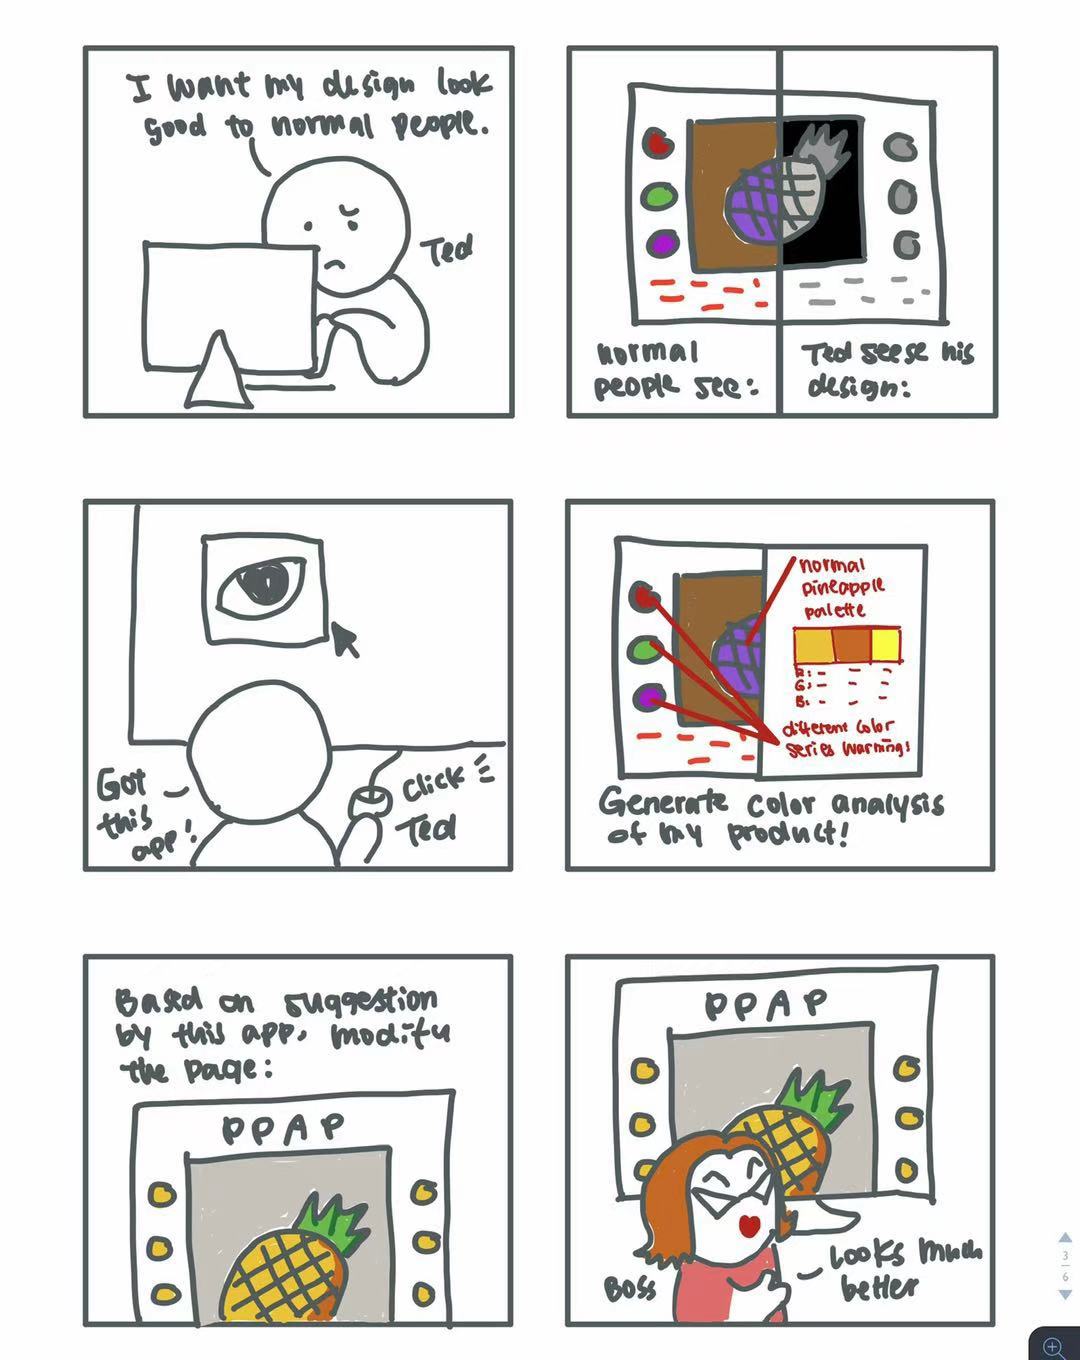 I want my design look
good to normal people.
Ted
normal
people see:
Ted seese his
design:
Got
this
app!
Click
Ted
normal
pineapple
palette
R:
G:
B:
different color
series warning!
Generate color analysis
of my product!
Based on suggestion
by this app, modify
the page:
PPAP
PPAP
Boss
Looks much
better
3
6